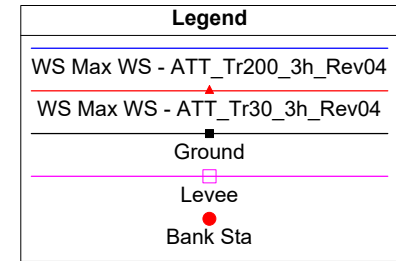 Legend
WS Max WS - ATT_Tr200_3h_Rev04
WS Max WS - ATT_Tr30_3h_Rev04
Ground
Levee
Bank Sta